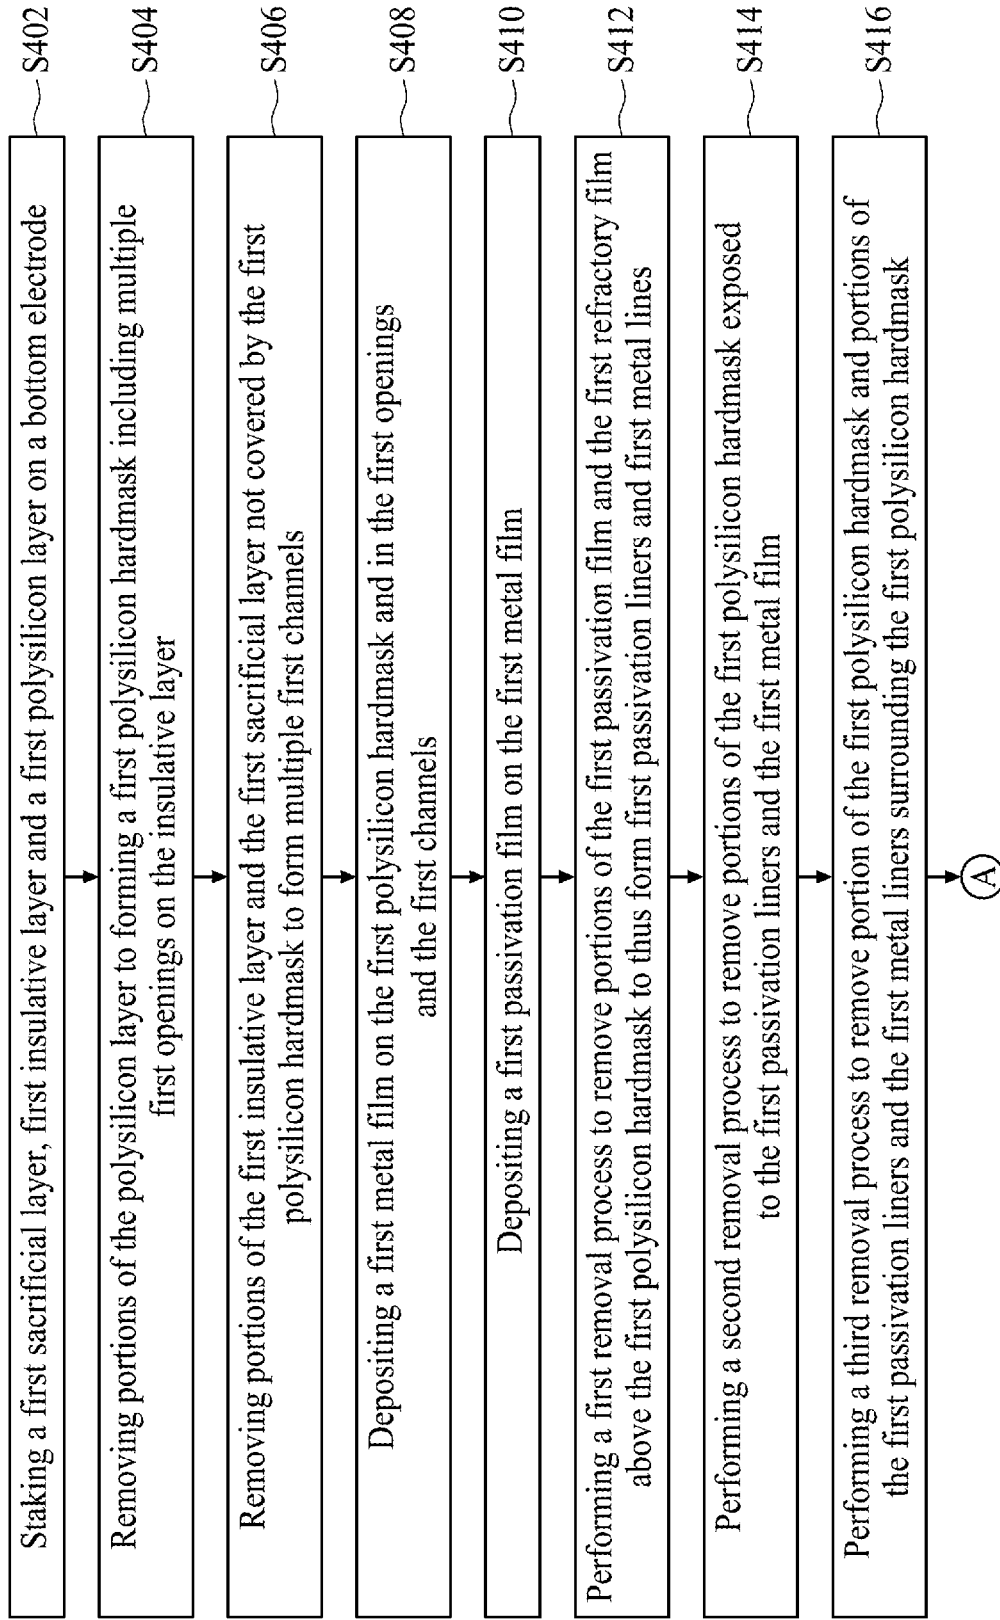 Staking a first sacrificial layer, first insulative layer and a first polysilicon layer on a bottom electrode
S402
Removing portions of the polysilicon layer to forming a first polysilicon hardmask including multiple
first openings on the insulative layer
S404
Removing portions of the first insulative layer and the first sacrificial layer not covered by the first
polysilicon hardmask to form multiple first channels
S406
Depositing a first metal film on the first polysilicon hardmask and in the first openings
and the first channels
S408
Depositing a first passivation film on the first metal film
S410
Performing a first removal process to remove portions of the first passivation film and the first refractory film
above the first polysilicon hardmask to thus form first passivation liners and first metal lines
S412
Performing a second removal process to remove portions of the first polysilicon hardmask exposed
to the first passivation liners and the first metal film
S414
Performing a third removal process to remove portion of the first polysilicon hardmask and portions of
the first passivation liners and the first metal liners surrounding the first polysilicon hardmask
S416
A